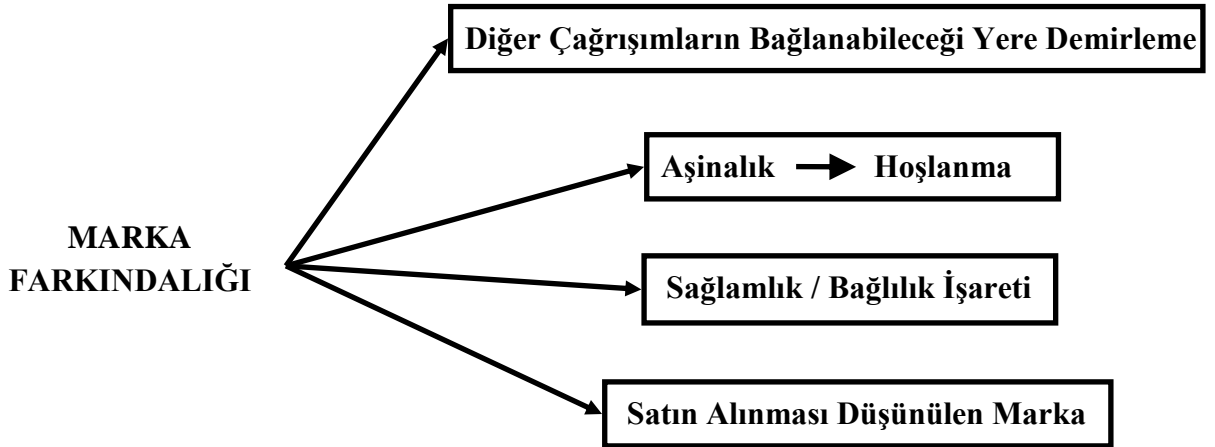 Diğer Çağrışımların Bağlanabileceği Yere Demirleme
Aşinalık Hoşlanma
MARKA
FARKINDALIĞI
Sağlamlık / Bağlılık İşareti
Satın Alınması Düşünülen Marka